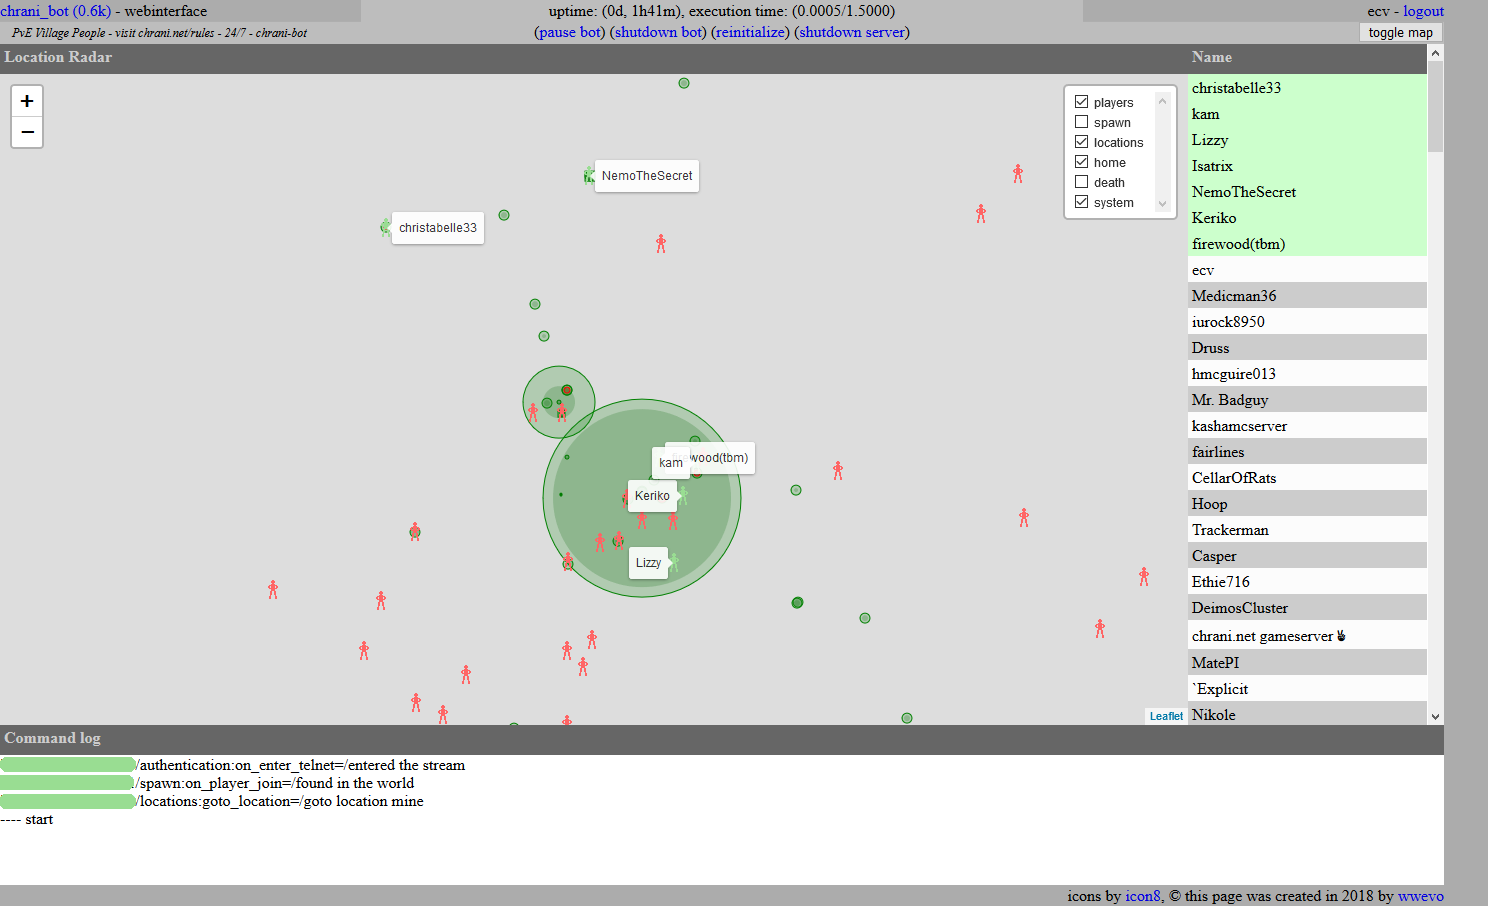 chrani_bot (0.6k) - webinterface
uptime: (0d, 1h41m), execution time: (0.0005/1.5000)
ecv - logout
PvE Village People - visit chrani.net/rules - 24/7 - chrani-bot
(pause bot) (shutdown bot) (reinitialize) (shutdown server)
toggle map
Location Radar
+
−
players
spawn
locations
home
death
system
NemoTheSecret
christabelle33
firewood(tbm)
kam
Keriko
Lizzy
Leaflet
Name
christabelle33
kam
Lizzy
Isatrix
NemoTheSecret
Keriko
firewood(tbm)
ecv
Medicman36
iurock8950
Druss
hmcguire013
Mr. Badguy
kashamcserver
fairlines
CellarOfRats
Hoop
Trackerman
Casper
Ethie716
DeimosCluster
chrani.net gameserver✌
MatePI
`Explicit
Nikole
Command log
/authentication:on_enter_telnet=/entered the stream
/spawn:on_player_join=/found in the world
/locations:goto_location=/goto location mine
---- start
icons by icon8, © this page was created in 2018 by wwevo